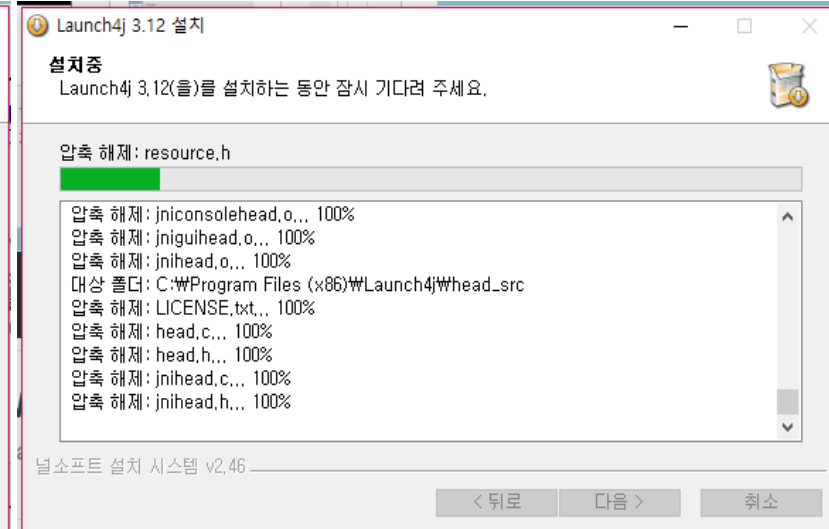 Launch4j 3.12 설치
설치중
Launch4j 3.12(을)를 설치하는 동안 잠시 기다려 주세요.
압축 해제: resource.h
압축 해제: jniconsolehead.o... 100%
압축 해제: jniguihead.o... 100%
압축 해제: jnihead.o... 100%
대상 폴더: C:₩Program Files (x86)₩Launch4j₩head_src
압축 해제: LICENSE.txt... 100%
압축 해제: head.c... 100%
압축 해제: head.h... 100%
압축 해제: jnihead.c... 100%
압축 해제: jnihead.h... 100%
널소프트 설치 시스템 v2.46
< 뒤로
다음 >
취소